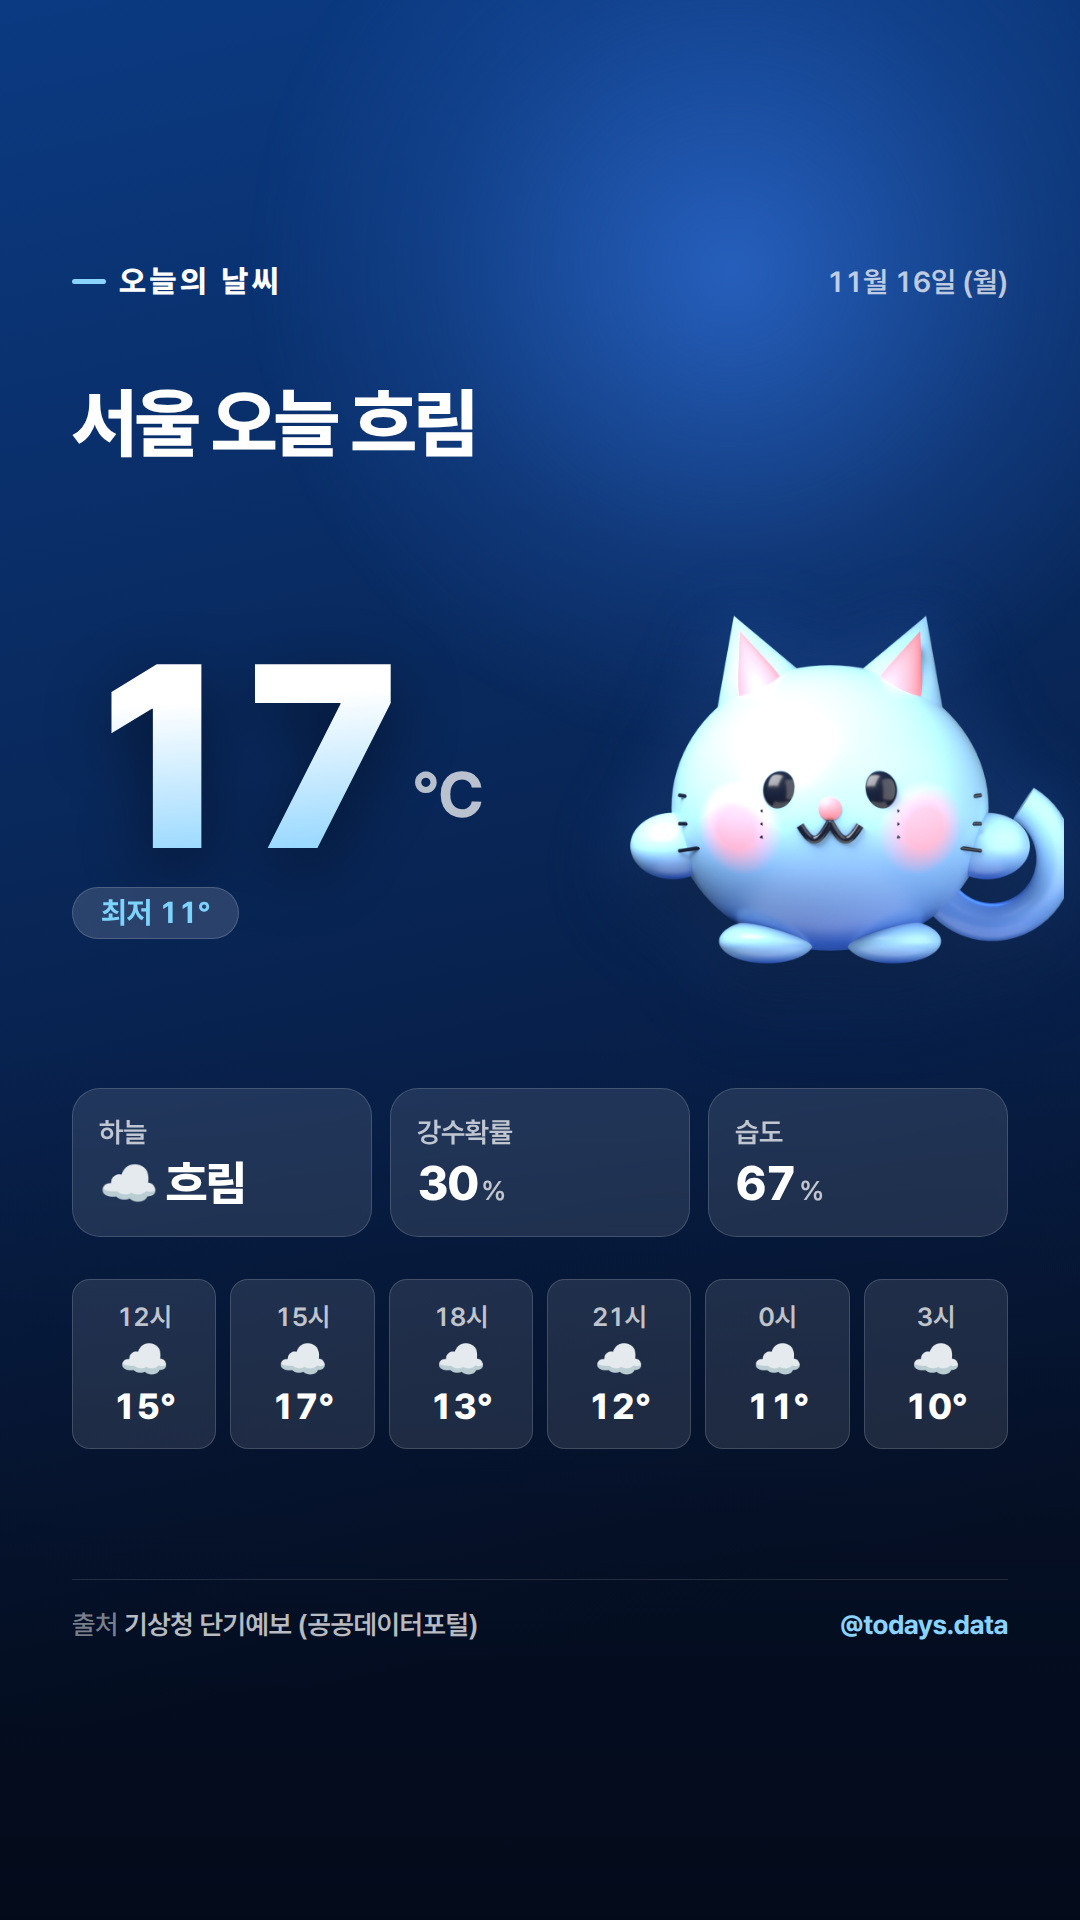 오늘의 날씨
11월 16일 (월)
서울 오늘 흐림
17 °C
최저 11°
하늘
흐림
강수확률
30 %
습도
67 %
12시
15°
15시
17°
18시
13°
21시
12°
0시
11°
3시
10°
출처 기상청 단기예보 (공공데이터포털)
@todays.data